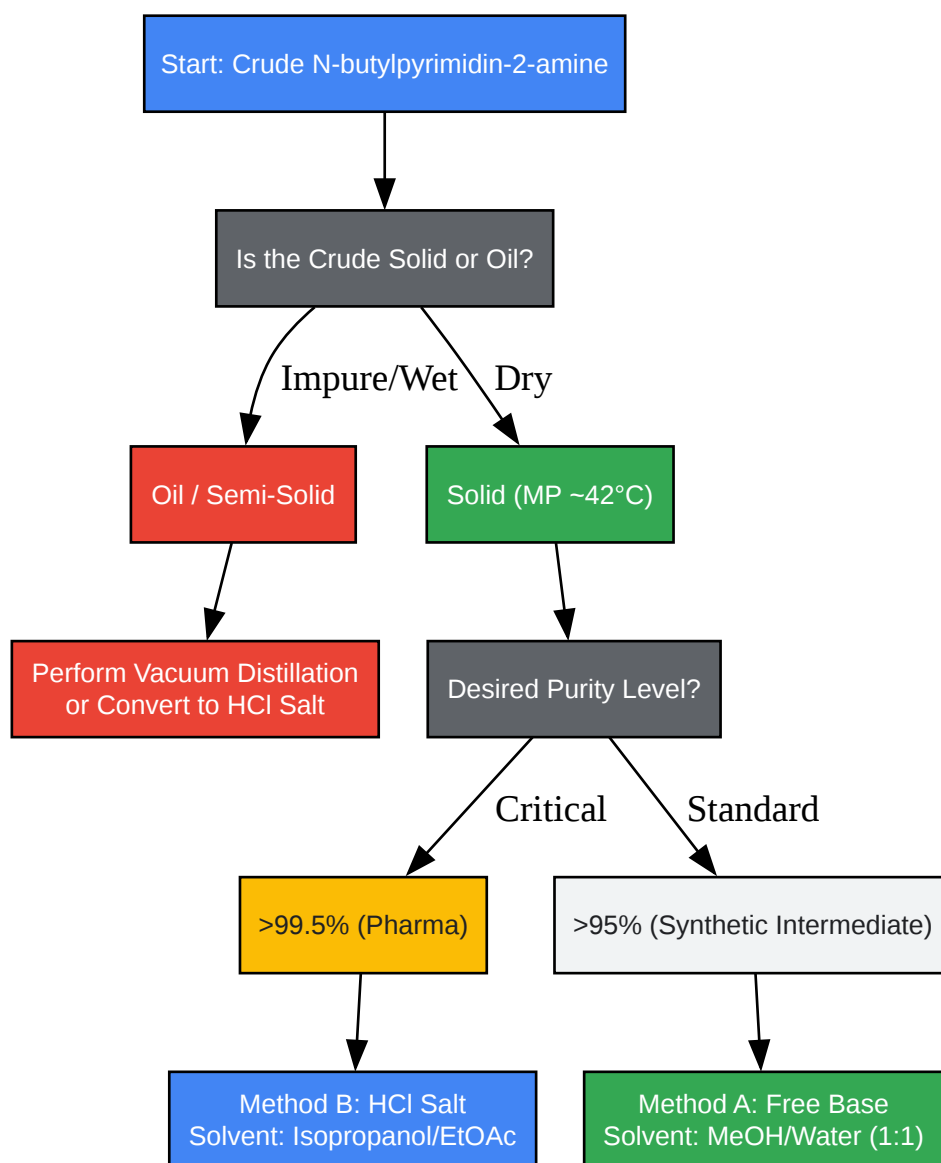 Start: Crude N-butylpyrimidin-2-amine
Is the Crude Solid or Oil?
Impure/Wet
Dry
Oil / Semi-Solid
Solid (MP ~42°C)
Perform Vacuum Distillation
or Convert to HCl Salt
Desired Purity Level?
Critical
Standard
>99.5% (Pharma)
>95% (Synthetic Intermediate)
Method B: HCl Salt
Solvent: Isopropanol/EtOAc
Method A: Free Base
Solvent: MeOH/Water (1:1)